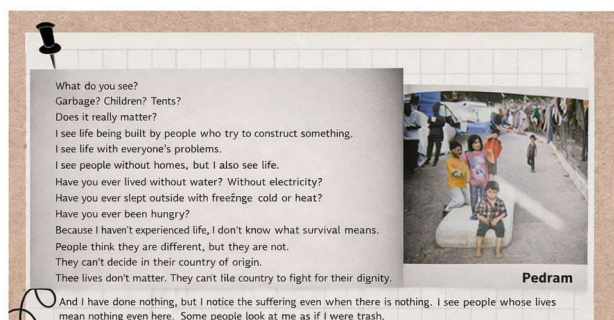 What do you see?
Garbage? Children? Tents?
Does it really matter?
I see life being built by people who try to construct something.
I see life with everyone's problems.
I see people without homes, but I also see life.
Have you ever lived without water? Without electricity?
Have you ever slept outside with freežnge cold or heat?
Have you ever been hungry?
Because I haven't experienced life, I don't know what survival means.
People think they are different, but they are not.
They can't decide in their country of origin.
Thee lives don't matter. They can't file country to fight for their dignity.
Pedram
And I have done nothing, but I notice the suffering even when there is nothing. I see people whose lives
mean nothing even here. Some people look at me as if I were trash.